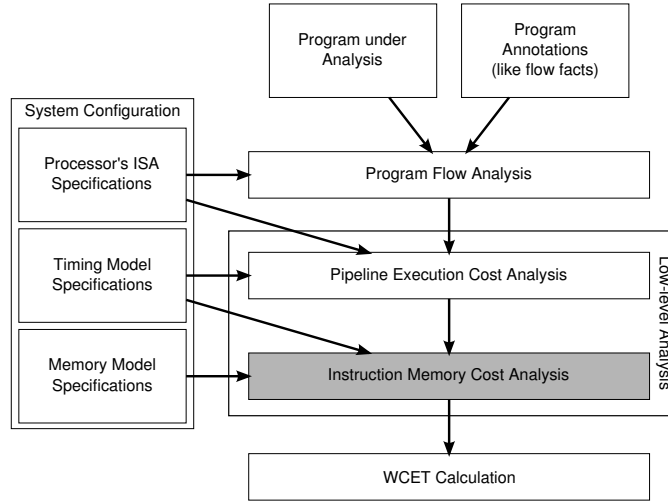 Program under
Analysis
Program
Annotations
(like flow facts)
System Configuration
Processor's ISA
Specifications
Program Flow Analysis
Timing Model
Specifications
Pipeline Execution Cost Analysis
Low-level Analysis
Memory Model
Specifications
Instruction Memory Cost Analysis
WCET Calculation